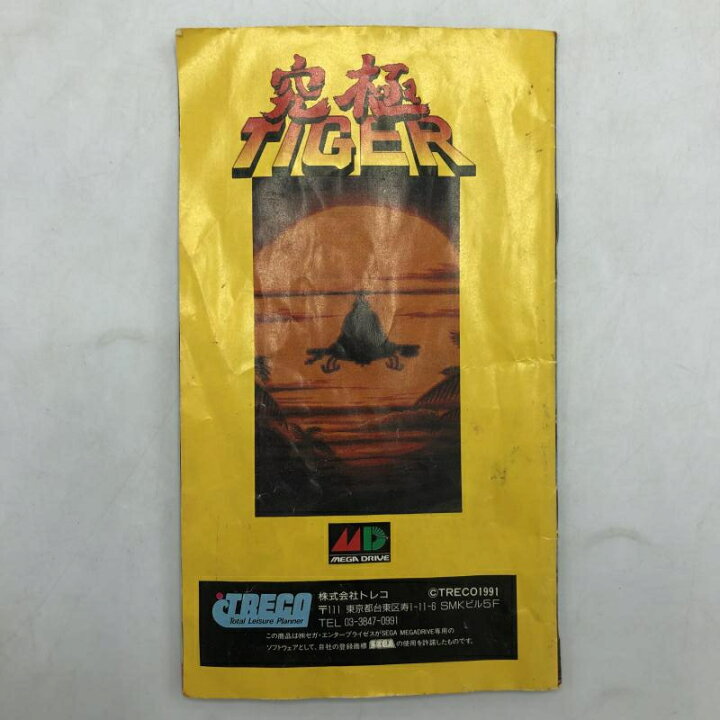 究極
TIGER
MD
MEGA DRIVE
TRECO
Total Leisure Planner
株式会社トレコ ©TRECO1991
〒111 東京都台東区寿1-11-6 SMKビル5F
TEL 03-3847-0991
この商品は㈱セガ・エンタープライゼスがSEGA MEGADRIVE専用の
ソフトウェアとして、自社の登録商標 SEGA の使用を許諾したものです。